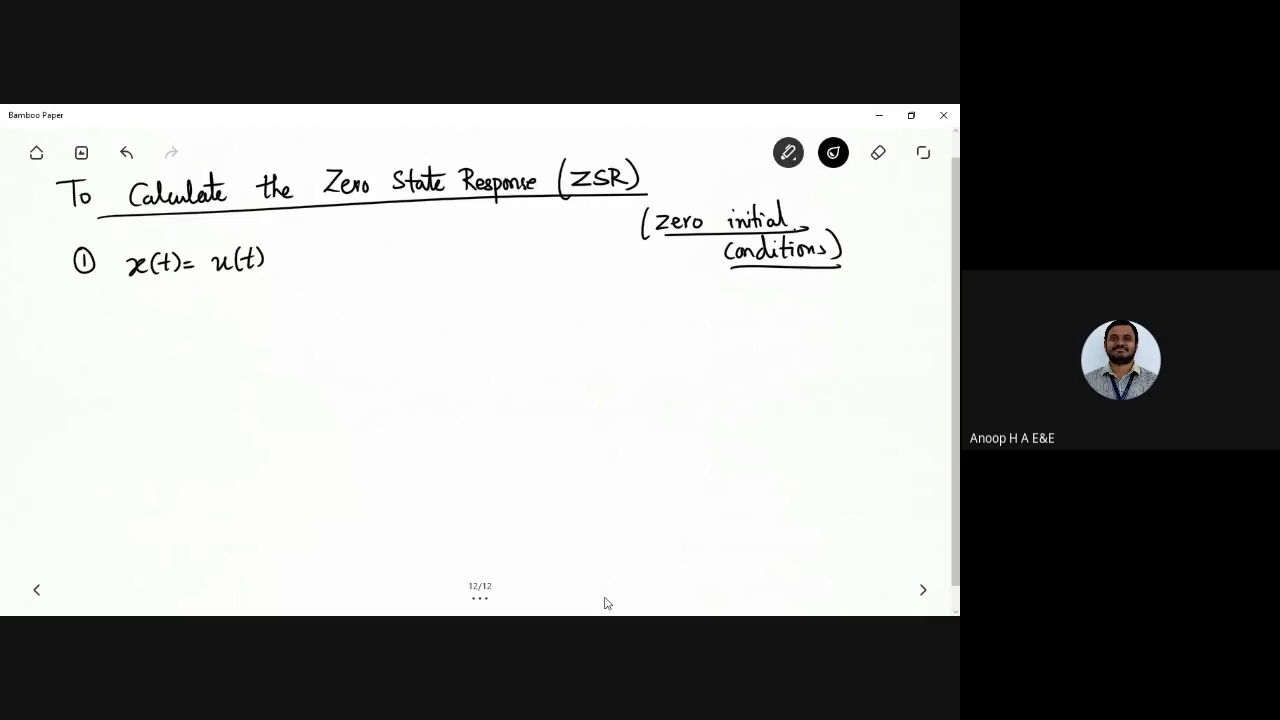 Bamboo Paper
To Calculate the Zero State Response (ZSR)
(Zero initial
Conditions)
① x(t)= u(t)
Anoop H A E&E
12/12